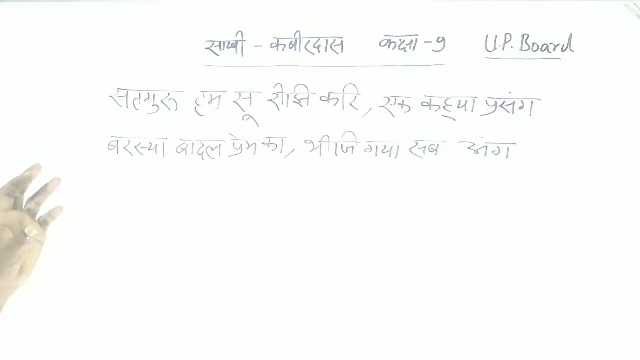 साखी - कबीरदास कक्षा - 9 U.P. Board
सतगुरु हम सू रीझि करि, एक कह्या प्रसंग
बरस्या बादल प्रेम का, भीजि गया सब अंग